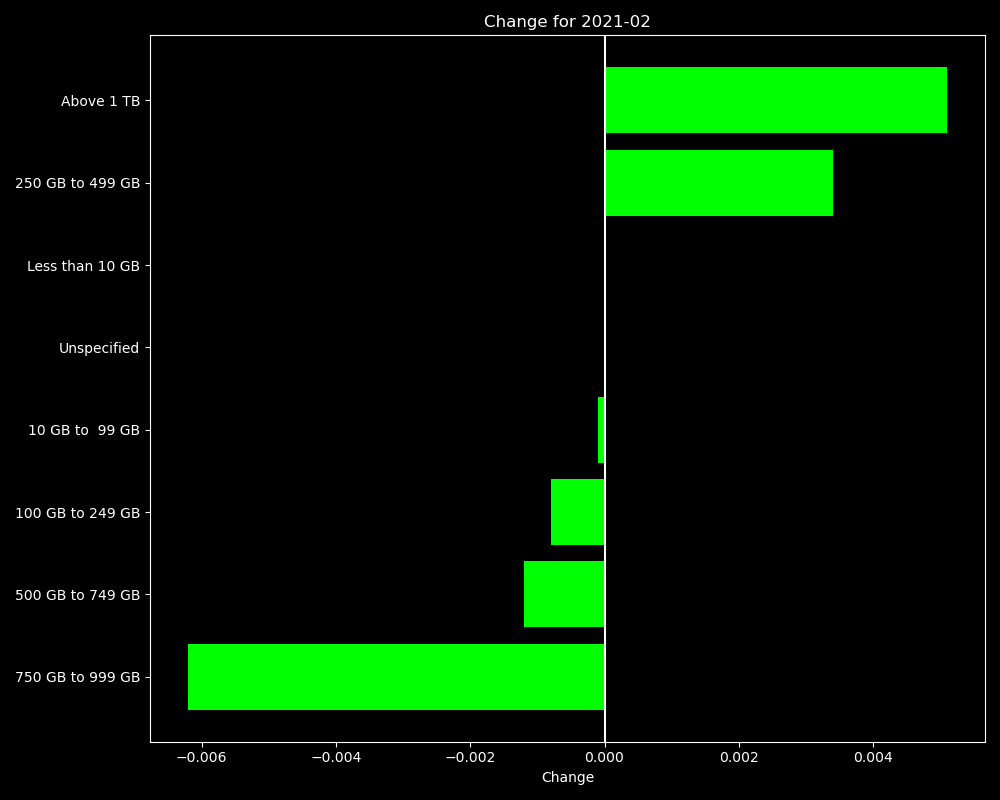 Change for 2021-02
Above 1 TB
250 GB to 499 GB
Less than 10 GB
Unspecified
10 GB to  99 GB
100 GB to 249 GB
500 GB to 749 GB
750 GB to 999 GB
−0.006 −0.004 −0.002 0.000 0.002 0.004
Change